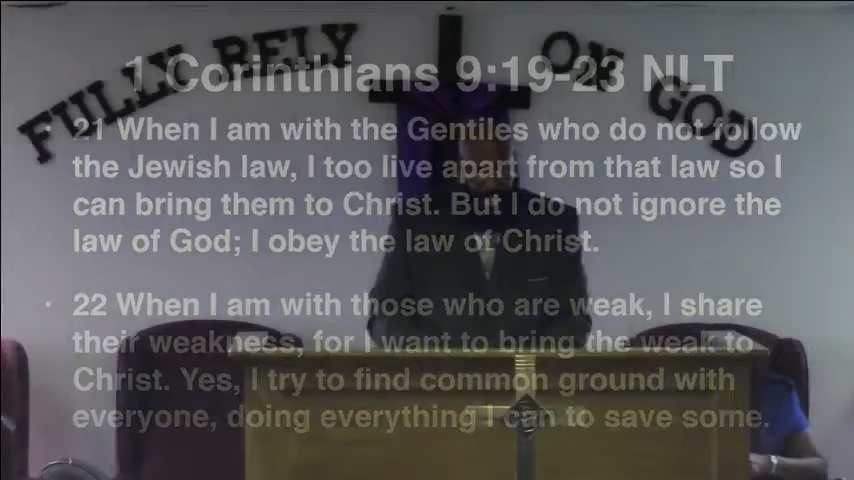 FULLY RELY ON GOD
1 Corinthians 9:19-23 NLT
• 21 When I am with the Gentiles who do not follow
the Jewish law, I too live apart from that law so I
can bring them to Christ. But I do not ignore the
law of God; I obey the law of Christ.
• 22 When I am with those who are weak, I share
their weakness, for I want to bring the weak to
Christ. Yes, I try to find common ground with
everyone, doing everything I can to save some.